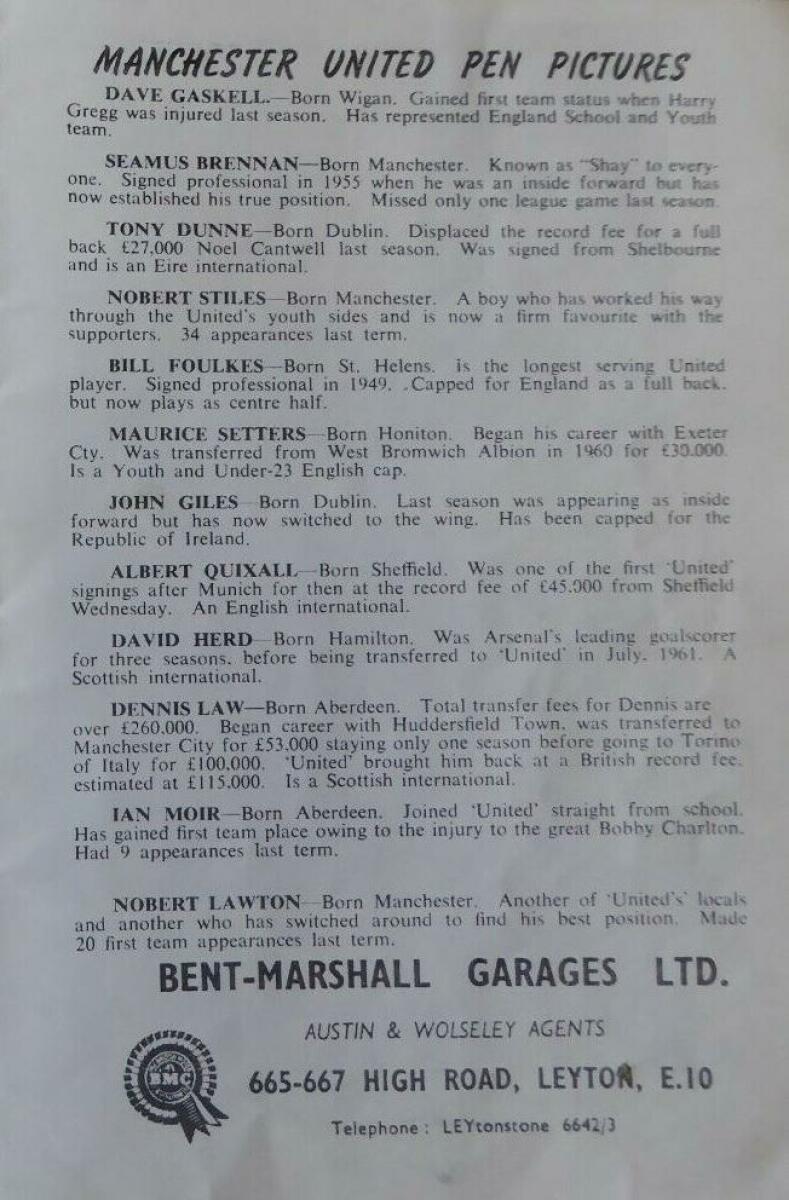 MANCHESTER UNITED PEN PICTURES
DAVE GASKELL.—Born Wigan. Gained first team status when Harry
Gregg was injured last season. Has represented England School and Youth
team.
SEAMUS BRENNAN—Born Manchester. Known as "Shay" to every-
one. Signed professional in 1955 when he was an inside forward but has
now established his true position. Missed only one league game last season.
TONY DUNNE—Born Dublin. Displaced the record fee for a full
back £27,000 Noel Cantwell last season. Was signed from Shelbourne
and is an Eire international.
NOBERT STILES—Born Manchester. A boy who has worked his way
through the United's youth sides and is now a firm favourite with the
supporters. 34 appearances last term.
BILL FOULKES—Born St. Helens. is the longest serving United
player. Signed professional in 1949. Capped for England as a full back.
but now plays as centre half.
MAURICE SETTERS—Born Honiton. Began his career with Exeter
Cty. Was transferred from West Bromwich Albion in 1960 for £30.000.
Is a Youth and Under-23 English cap.
JOHN GILES—Born Dublin. Last season was appearing as inside
forward but has now switched to the wing. Has been capped for the
Republic of Ireland.
ALBERT QUIXALL—Born Sheffield. Was one of the first 'United'
signings after Munich for then at the record fee of £45.000 from Sheffield
Wednesday. An English international.
DAVID HERD—Born Hamilton. Was Arsenal's leading goalscorer
for three seasons. before being transferred to 'United' in July. 1961. A
Scottish international.
DENNIS LAW—Born Aberdeen. Total transfer fees for Dennis are
over £260.000. Began career with Huddersfield Town. was transferred to
Manchester City for £53.000 staying only one season before going to Torino
of Italy for £100,000. 'United' brought him back at a British record fee.
estimated at £115.000. Is a Scottish international.
IAN MOIR—Born Aberdeen. Joined 'United' straight from school.
Has gained first team place owing to the injury to the great Bobby Charlton.
Had 9 appearances last term.
NOBERT LAWTON—Born Manchester. Another of 'United's' locals
and another who has switched around to find his best position. Made
20 first team appearances last term.
BENT-MARSHALL GARAGES LTD.
AUSTIN & WOLSELEY AGENTS
BMC
665-667 HIGH ROAD, LEYTON, E.10
Telephone: LEYtonstone 6642/3